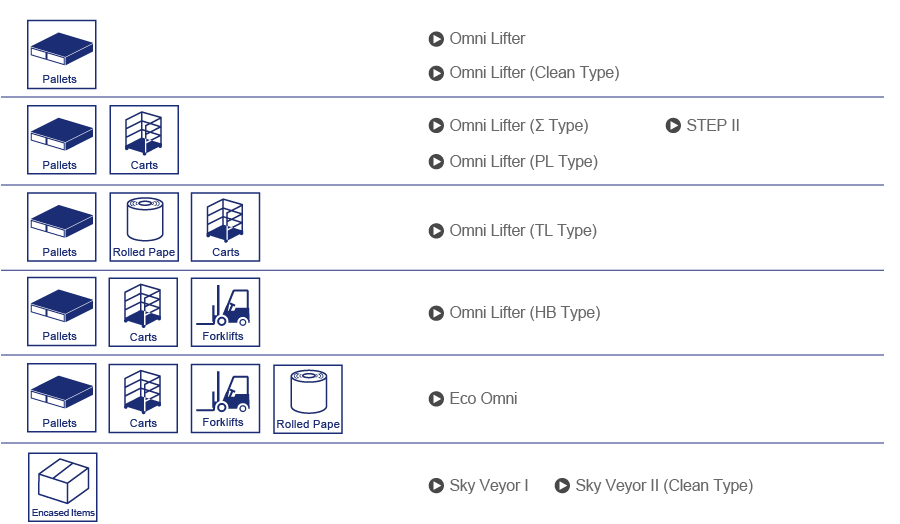 Pallets
Omni Lifter
Omni Lifter (Clean Type)
Pallets Carts
Omni Lifter (Σ Type) STEP II
Omni Lifter (PL Type)
Pallets Rolled Pape Carts
Omni Lifter (TL Type)
Pallets Carts Forklifts
Omni Lifter (HB Type)
Pallets Carts Forklifts Rolled Pape
Eco Omni
Encased Items
Sky Veyor I Sky Veyor II (Clean Type)